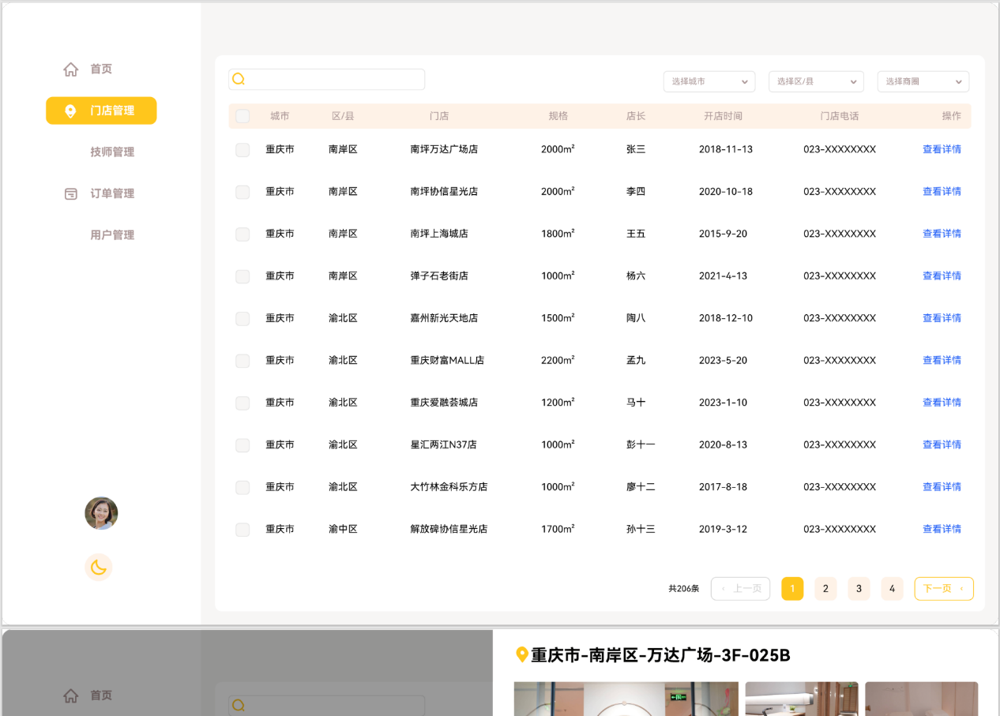 首页
门店管理
技师管理
订单管理
用户管理
选择城市 选择区/县 选择商圈
城市 区/县 门店 规格 店长 开店时间 门店电话 操作
重庆市 南岸区 南坪万达广场店 2000m² 张三 2018-11-13 023-XXXXXXXX 查看详情
重庆市 南岸区 南坪协信星光店 2000m² 李四 2020-10-18 023-XXXXXXXX 查看详情
重庆市 南岸区 南坪上海城店 1800m² 王五 2015-9-20 023-XXXXXXXX 查看详情
重庆市 南岸区 弹子石老街店 1000m² 杨六 2021-4-13 023-XXXXXXXX 查看详情
重庆市 渝北区 嘉州新光天地店 1500m² 陶八 2018-12-10 023-XXXXXXXX 查看详情
重庆市 渝北区 重庆财富MALL店 2200m² 孟九 2023-5-20 023-XXXXXXXX 查看详情
重庆市 渝北区 重庆爱融荟城店 1200m² 马十 2023-1-10 023-XXXXXXXX 查看详情
重庆市 渝北区 星汇两江N37店 1000m² 彭十一 2020-8-13 023-XXXXXXXX 查看详情
重庆市 渝北区 大竹林金科乐方店 1000m² 廖十二 2017-8-18 023-XXXXXXXX 查看详情
重庆市 渝中区 解放碑协信星光店 1700m² 孙十三 2019-3-12 023-XXXXXXXX 查看详情
共206条 上一页 1 2 3 4 下一页
重庆市-南岸区-万达广场-3F-025B
首页